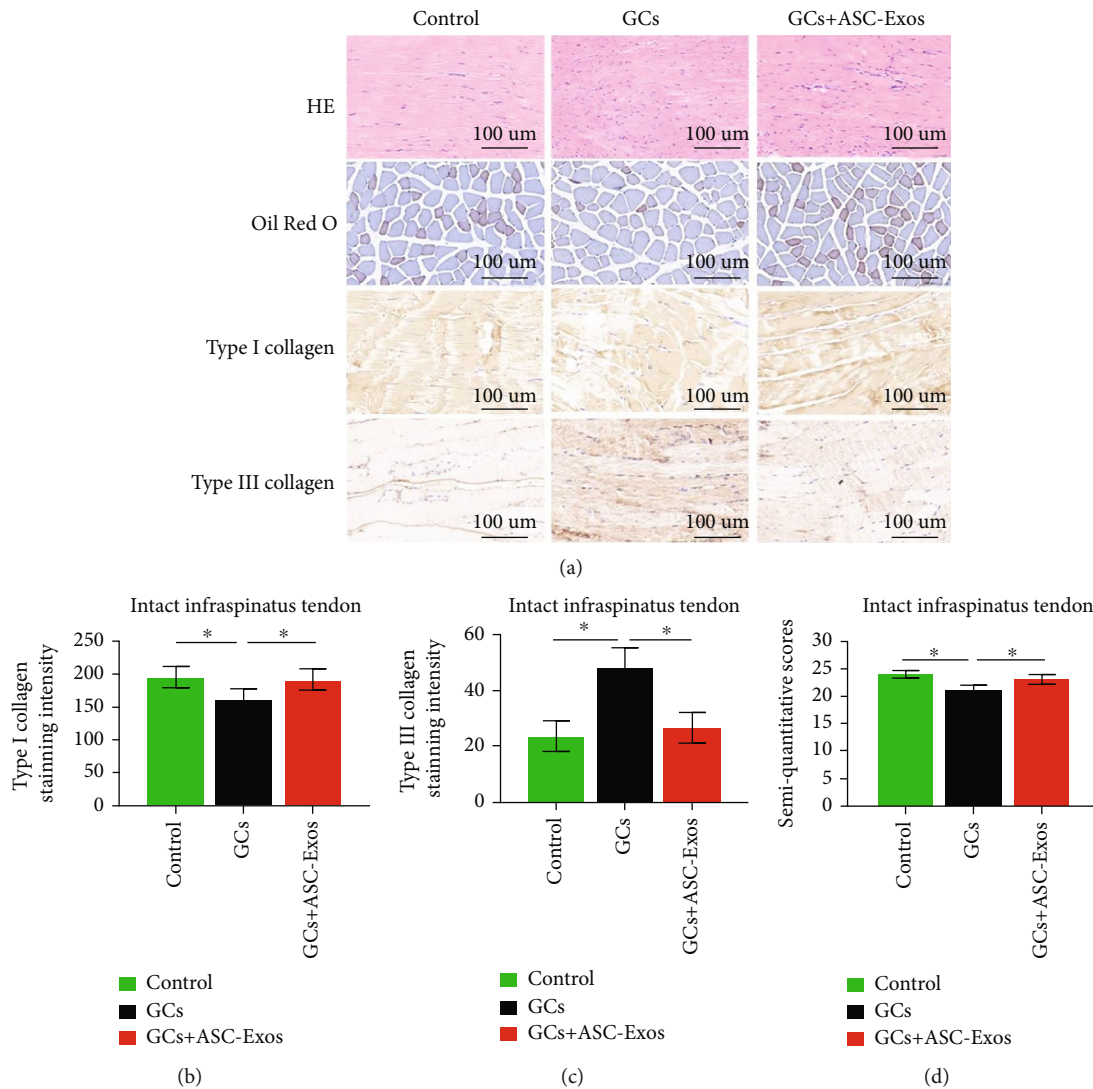 Control GCs GCs+ASC-Exos
HE
100 um 100 um 100 um
Oil Red O
100 um 100 um 100 um
Type I collagen
100 um 100 um 100 um
Type III collagen
100 um 100 um 100 um
(a)
Intact infraspinatus tendon
Type I collagen
stainning intensity
250
200
150
100
50
0
* *
Control
GCs
GCs+ASC-Exos
Control
GCs
GCs+ASC-Exos
(b)
Intact infraspinatus tendon
Type III collagen
stainning intensity
60
40
20
0
* *
Control
GCs
GCs+ASC-Exos
Control
GCs
GCs+ASC-Exos
(c)
Intact infraspinatus tendon
Semi-quantitative scores
30
25
20
15
10
5
0
* *
Control
GCs
GCs+ASC-Exos
Control
GCs
GCs+ASC-Exos
(d)